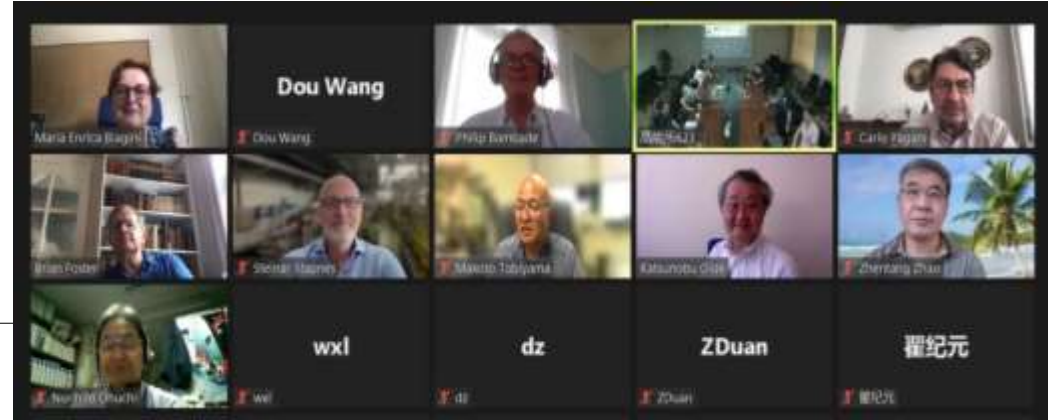 Maria Enrica Biagini
Dou Wang
Dou Wang
Philip Bambade
Carlo Pagani
Brian Foster
Steinar Stapnes
Makoto Tobiyama
Katsunobu Oide
Zhentang Zhao
Norihito Ohuchi
wxl
wxl
dz
dz
ZDuan
ZDuan
翟纪元
翟纪元